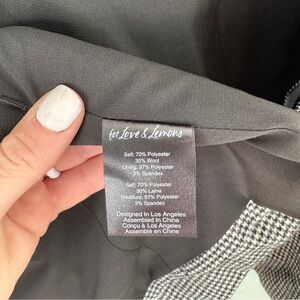 for Love & Lemons
Self: 70% Polyester
30% Wool
Lining: 97% Polyester
3% Spandex
Self: 70% Polyester
30% Laine
Doublure: 97% Polyester
3% Spandex
Designed In Los Angeles
Assembled In China
Conçu à Los Angeles
Assemblé en Chine